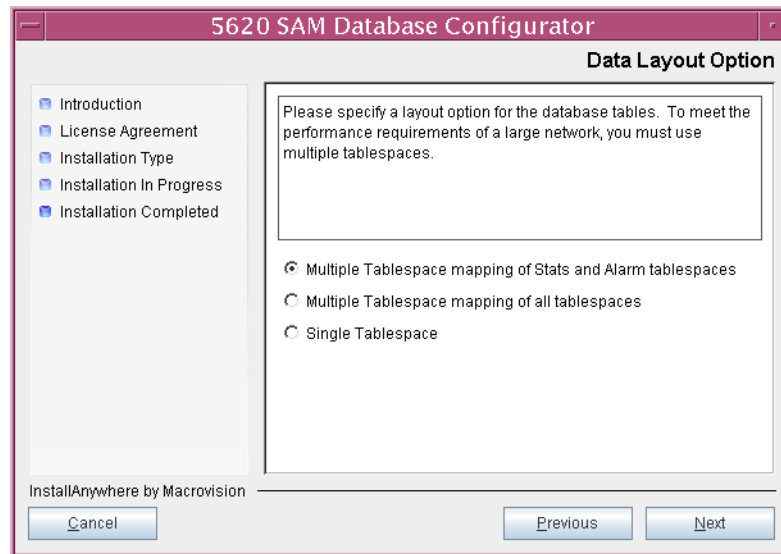 5620 SAM Database Configurator
Data Layout Option
Introduction
License Agreement
Installation Type
Installation In Progress
Installation Completed
Please specify a layout option for the database tables. To meet the
performance requirements of a large network, you must use
multiple tablespaces.
Multiple Tablespace mapping of Stats and Alarm tablespaces
Multiple Tablespace mapping of all tablespaces
Single Tablespace
InstallAnywhere by Macrovision
Cancel
Previous
Next